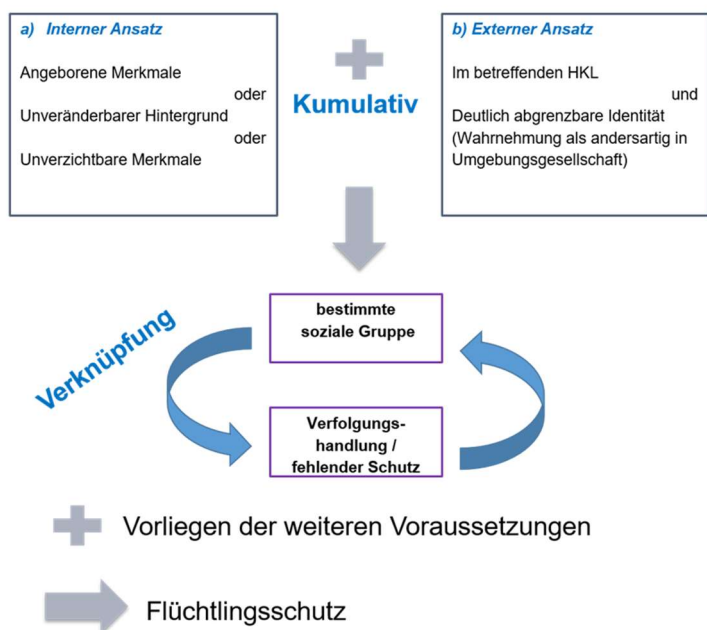 a) Interner Ansatz
Angeborene Merkmale
oder
Unveränderbarer Hintergrund
oder
Unverzichtbare Merkmale
Kumulativ
b) Externer Ansatz
Im betreffenden HKL
und
Deutlich abgrenzbare Identität
(Wahrnehmung als andersartig in
Umgebungsgesellschaft)
bestimmte
soziale Gruppe
Verknüpfung
Verfolgungs-
handlung /
fehlender Schutz
Vorliegen der weiteren Voraussetzungen
Flüchtlingsschutz